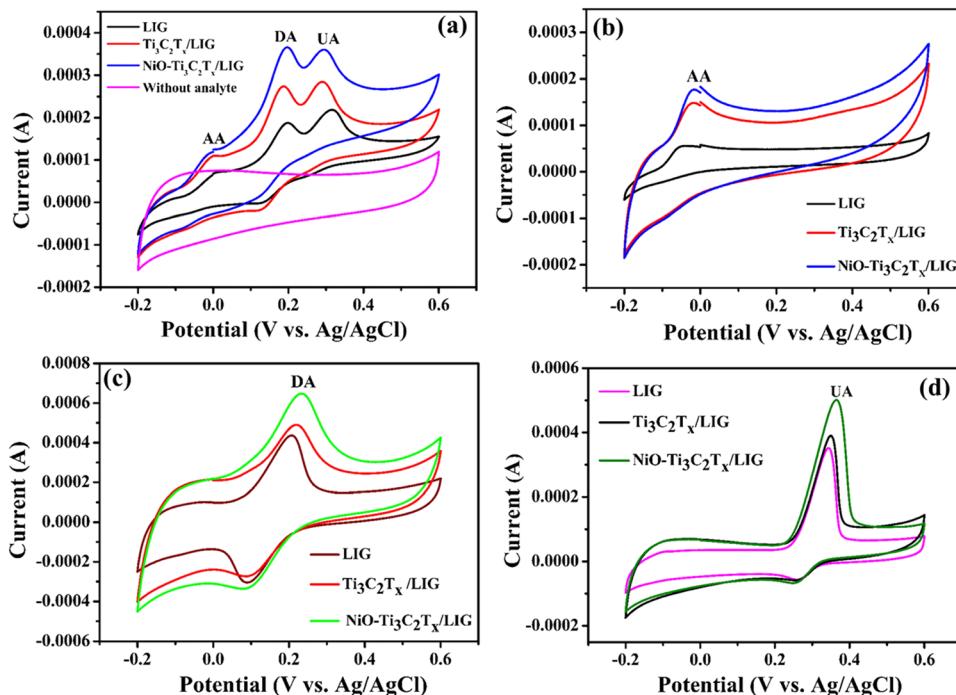 (a)
LIG
Ti₃C₂Tₓ/LIG
NiO-Ti₃C₂Tₓ/LIG
Without analyte
DA
UA
AA
0.0004
0.0003
0.0002
0.0001
0.0000
-0.0001
-0.0002
Current (A)
-0.2
0.0
0.2
0.4
0.6
Potential (V vs. Ag/AgCl)
(b)
AA
LIG
Ti₃C₂Tₓ/LIG
NiO-Ti₃C₂Tₓ/LIG
0.0003
0.0002
0.0001
0.0000
-0.0001
-0.0002
Current (A)
-0.2
0.0
0.2
0.4
0.6
Potential (V vs. Ag/AgCl)
(c)
DA
LIG
Ti₃C₂Tₓ /LIG
NiO-Ti₃C₂Tₓ/LIG
0.0008
0.0006
0.0004
0.0002
0.0000
-0.0002
-0.0004
-0.0006
Current (A)
-0.2
0.0
0.2
0.4
0.6
Potential (V vs. Ag/AgCl)
(d)
UA
LIG
Ti₃C₂Tₓ/LIG
NiO-Ti₃C₂Tₓ/LIG
0.0006
0.0004
0.0002
0.0000
-0.0002
Current (A)
-0.2
0.0
0.2
0.4
0.6
Potential (V vs. Ag/AgCl)